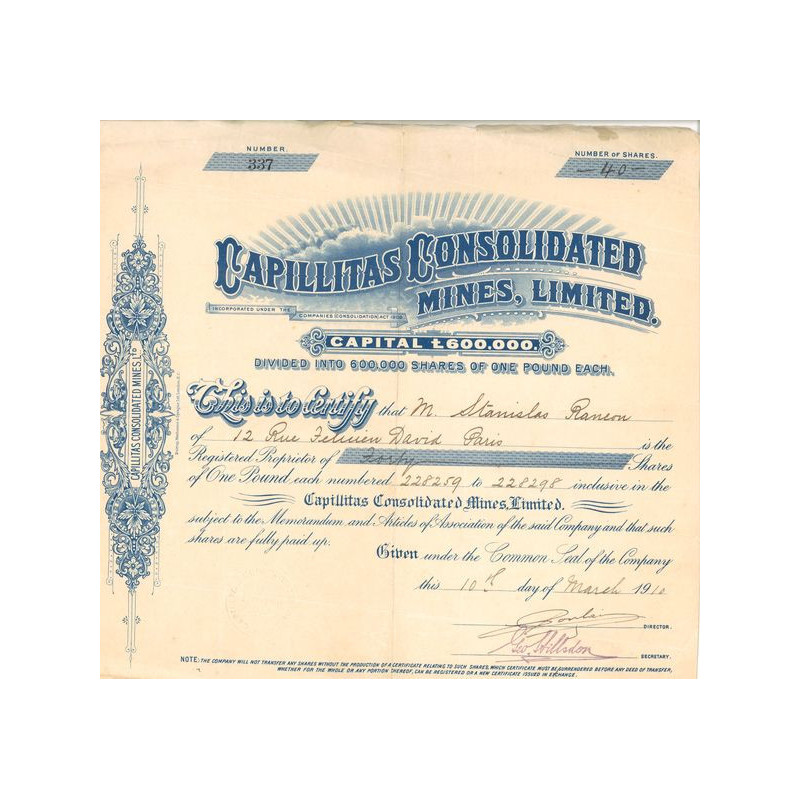 NUMBER.
337
NUMBER OF SHARES.
— 40 —
CAPILLITAS CONSOLIDATED
MINES, LIMITED.
INCORPORATED UNDER THE COMPANIES (CONSOLIDATION) ACT 1908
CAPITAL £600,000.
DIVIDED INTO 600,000 SHARES OF ONE POUND EACH.
This is to Certify that M. Stanislas Rancon
of 12 Rue Felicien David Paris is the
Registered Proprietor of Forty Shares
of One Pound each numbered 228259 to 228298 inclusive in the
Capillitas Consolidated Mines, Limited.
subject to the Memorandum and Articles of Association of the said Company and that such
shares are fully paid up.
Given under the Common Seal of the Company
this 10th day of March 1910
DIRECTOR.
Geo. Hillsdon
SECRETARY.
NOTE: THE COMPANY WILL NOT TRANSFER ANY SHARES WITHOUT THE PRODUCTION OF A CERTIFICATE RELATING TO SUCH SHARES, WHICH CERTIFICATE MUST BE SURRENDERED BEFORE ANY DEED OF TRANSFER,
WHETHER FOR THE WHOLE OR ANY PORTION THEREOF, CAN BE REGISTERED OR A NEW CERTIFICATE ISSUED IN EXCHANGE.
CAPILLITAS CONSOLIDATED MINES Ltd